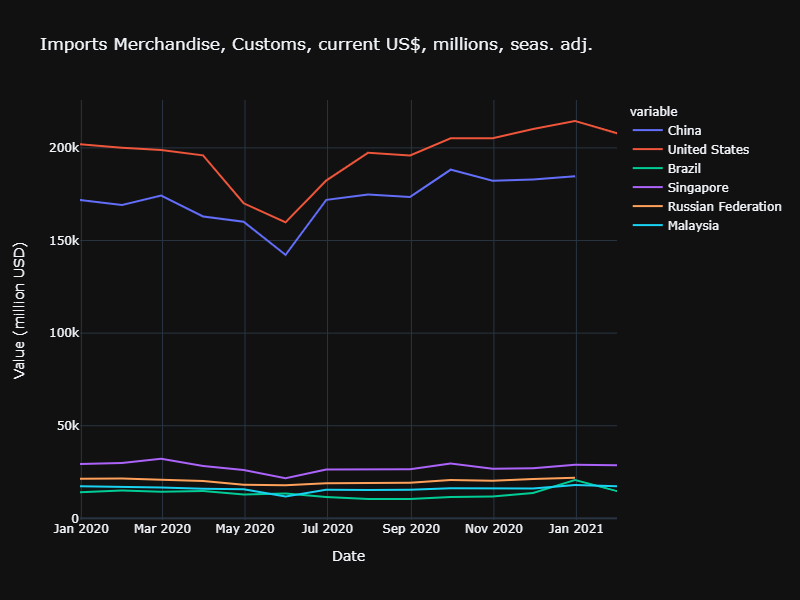 Imports Merchandise, Customs, current US$, millions, seas. adj.
variable
China
United States
Brazil
Singapore
Russian Federation
Malaysia
200k
150k
100k
50k
0
Value (million USD)
Jan 2020 Mar 2020 May 2020 Jul 2020 Sep 2020 Nov 2020 Jan 2021
Date